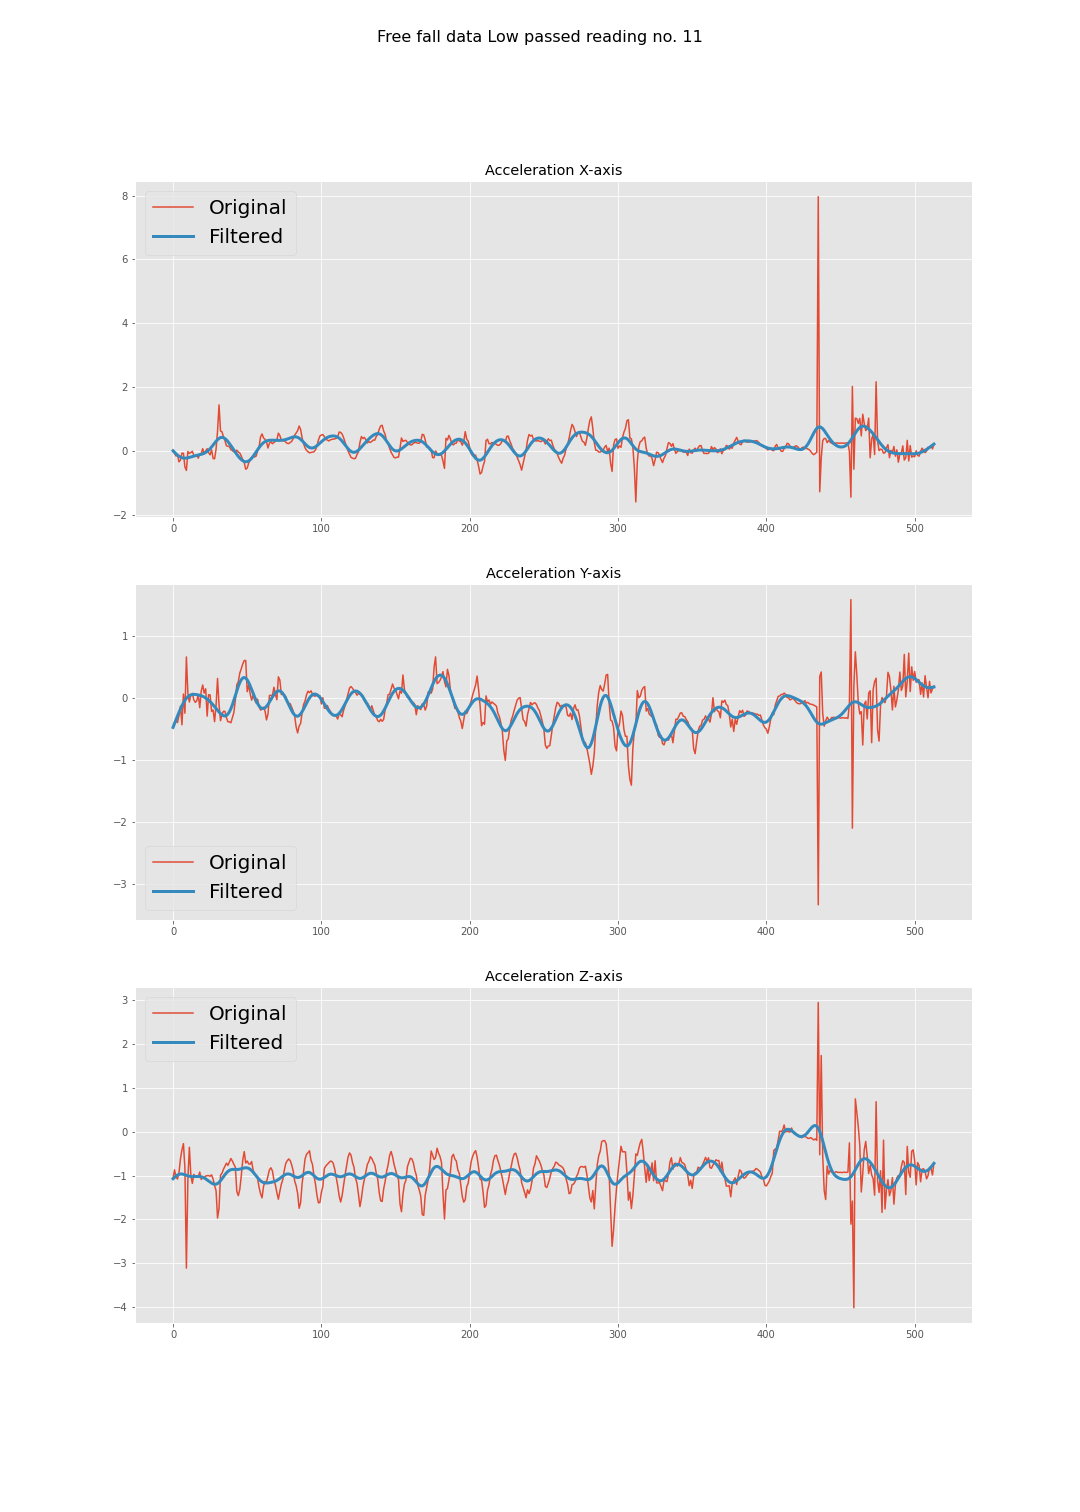 Free fall data Low passed reading no. 11
Acceleration X-axis
Original
Filtered
8
6
4
2
0
−2
0 100 200 300 400 500
Acceleration Y-axis
1
0
−1
−2
−3
Original
Filtered
0 100 200 300 400 500
Acceleration Z-axis
Original
Filtered
3
2
1
0
−1
−2
−3
−4
0 100 200 300 400 500